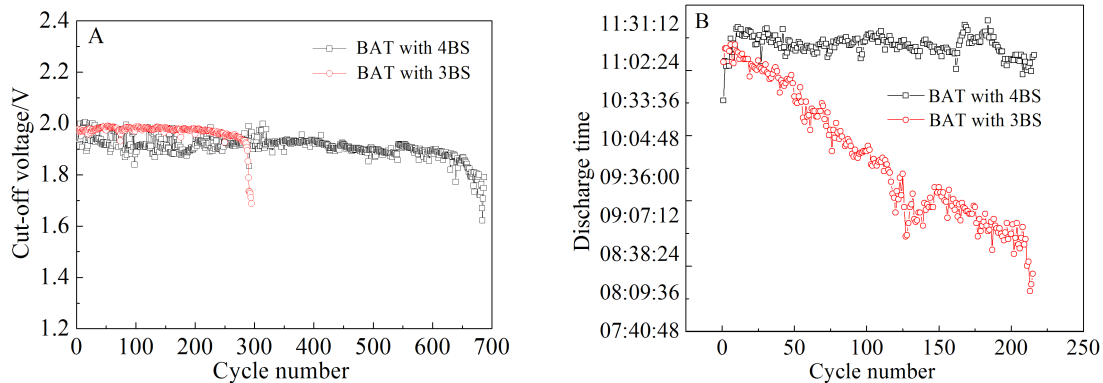 A
BAT with 4BS
BAT with 3BS
Cut-off voltage/V
2.4
2.2
2.0
1.8
1.6
1.4
1.2
0 100 200 300 400 500 600 700
Cycle number
B
BAT with 4BS
BAT with 3BS
Discharge time
11:31:12
11:02:24
10:33:36
10:04:48
09:36:00
09:07:12
08:38:24
08:09:36
07:40:48
0 50 100 150 200 250
Cycle number